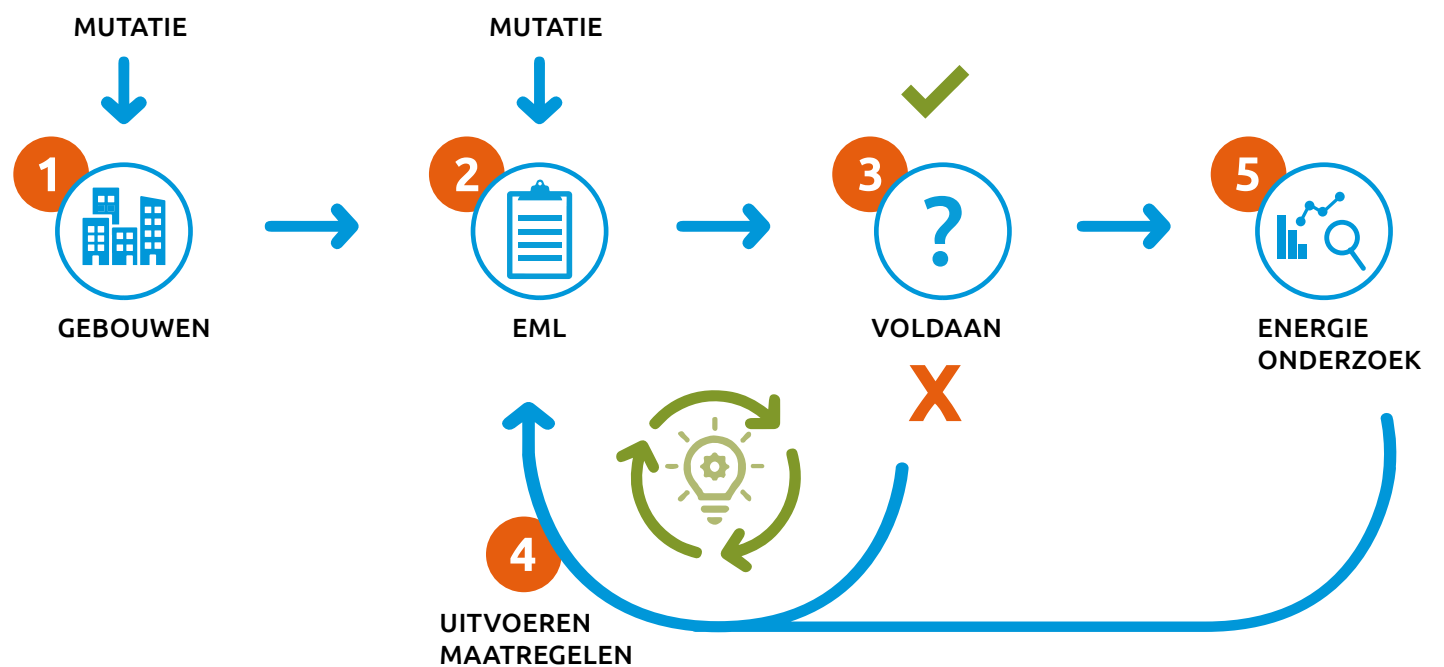 MUTATIE
MUTATIE
1
2
3
5
?
GEBOUWEN
EML
VOLDAAN
ENERGIE
ONDERZOEK
X
4
UITVOEREN
MAATREGELEN